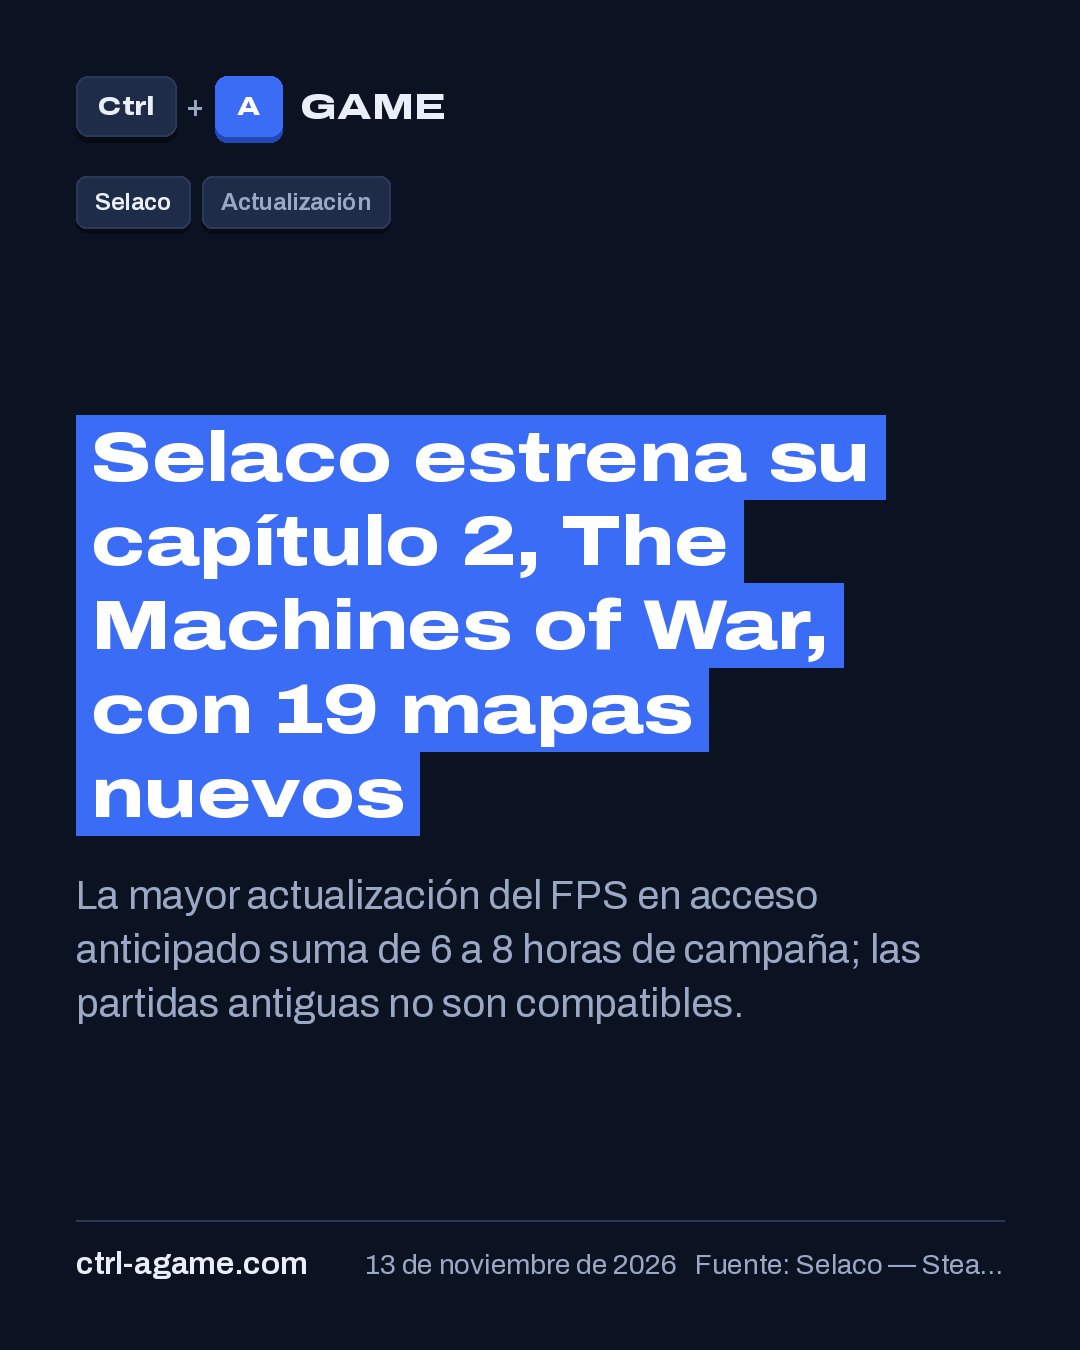 Ctrl + A GAME
Selaco Actualización
Selaco estrena su
capítulo 2, The
Machines of War,
con 19 mapas
nuevos
La mayor actualización del FPS en acceso
anticipado suma de 6 a 8 horas de campaña; las
partidas antiguas no son compatibles.
ctrl-agame.com 13 de noviembre de 2026 Fuente: Selaco — Stea...